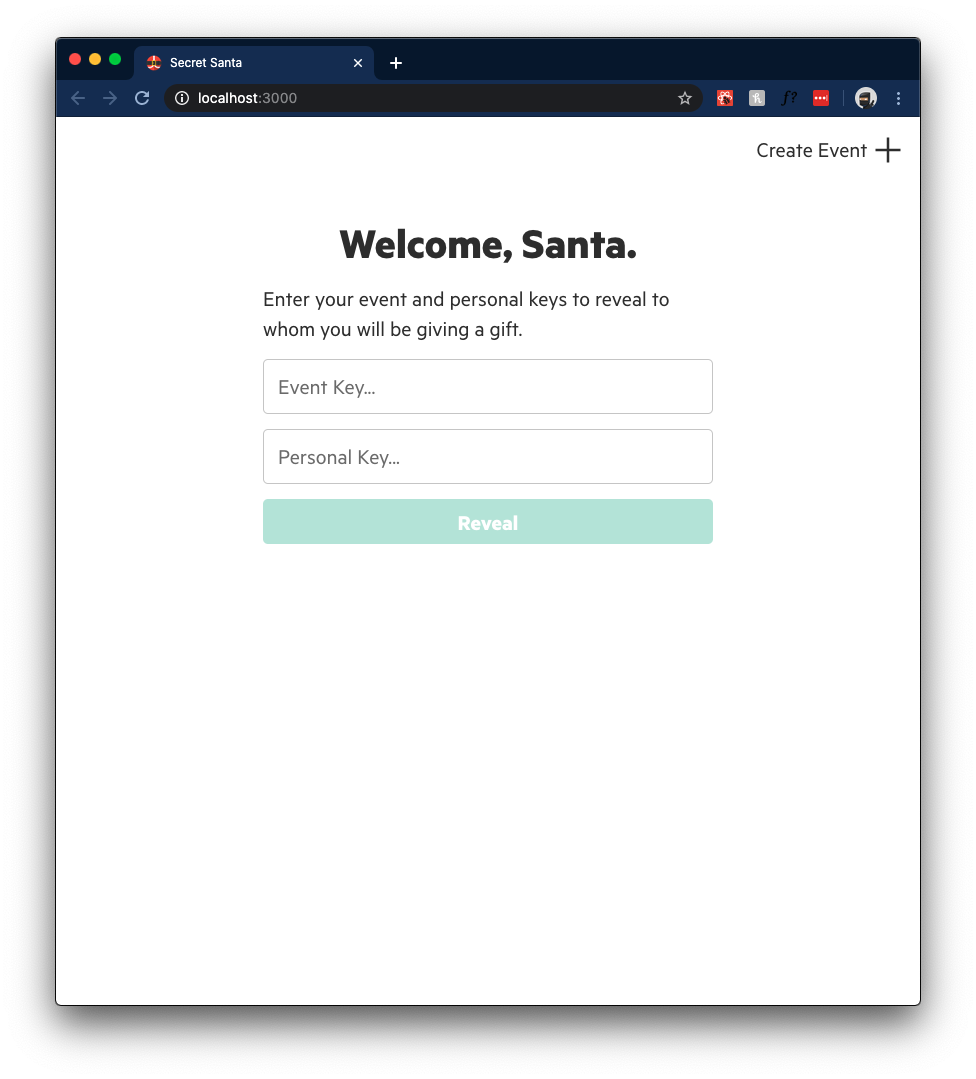 Secret Santa
localhost:3000
f?
Create Event
Welcome, Santa.
Enter your event and personal keys to reveal to
whom you will be giving a gift.
Event Key...
Personal Key...
Reveal